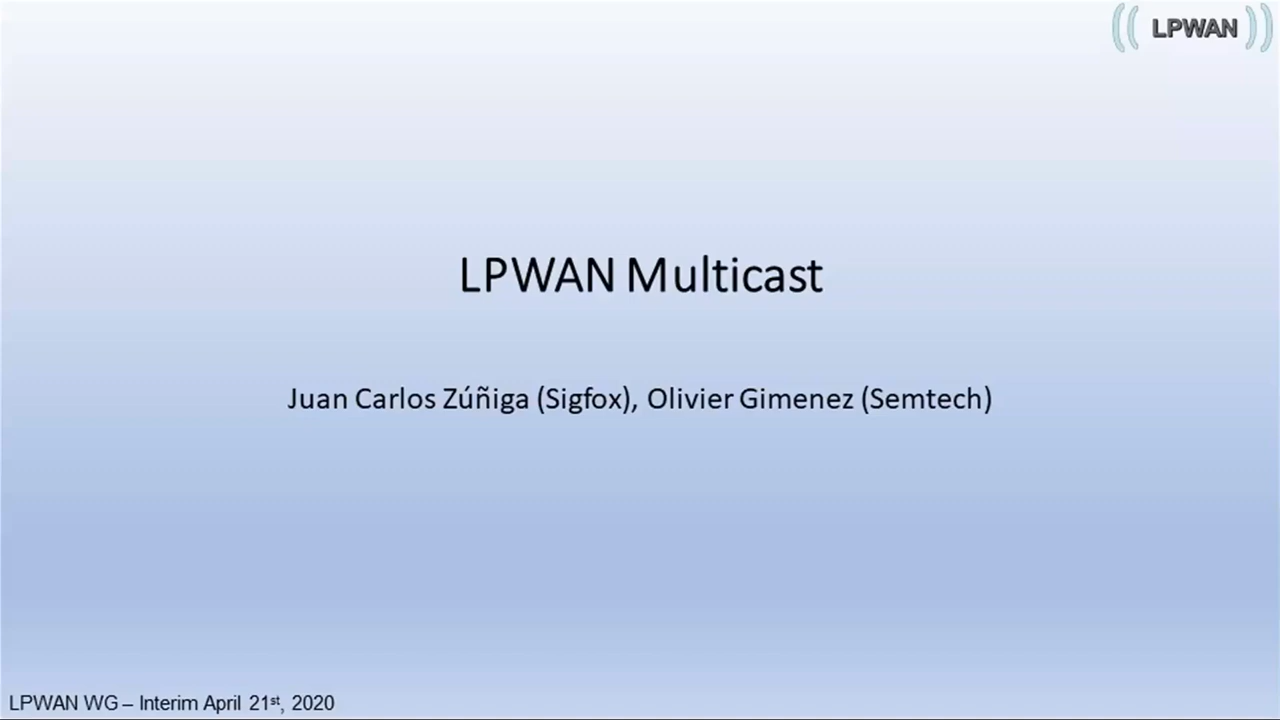 LPWAN
LPWAN Multicast
Juan Carlos Zúñiga (Sigfox), Olivier Gimenez (Semtech)
LPWAN WG – Interim April 21st, 2020